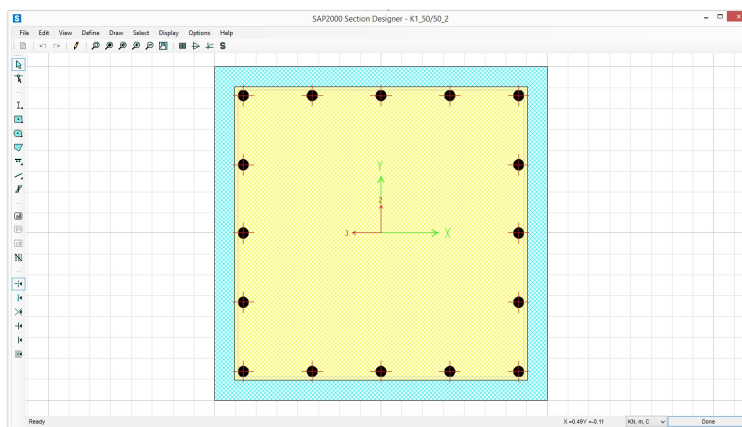 SAP2000 Section Designer - K1_50/50_2
File Edit View Define Draw Select Display Options Help
Y
2
3 X
Ready X =0.49Y =-0.11 KN, m, C Done